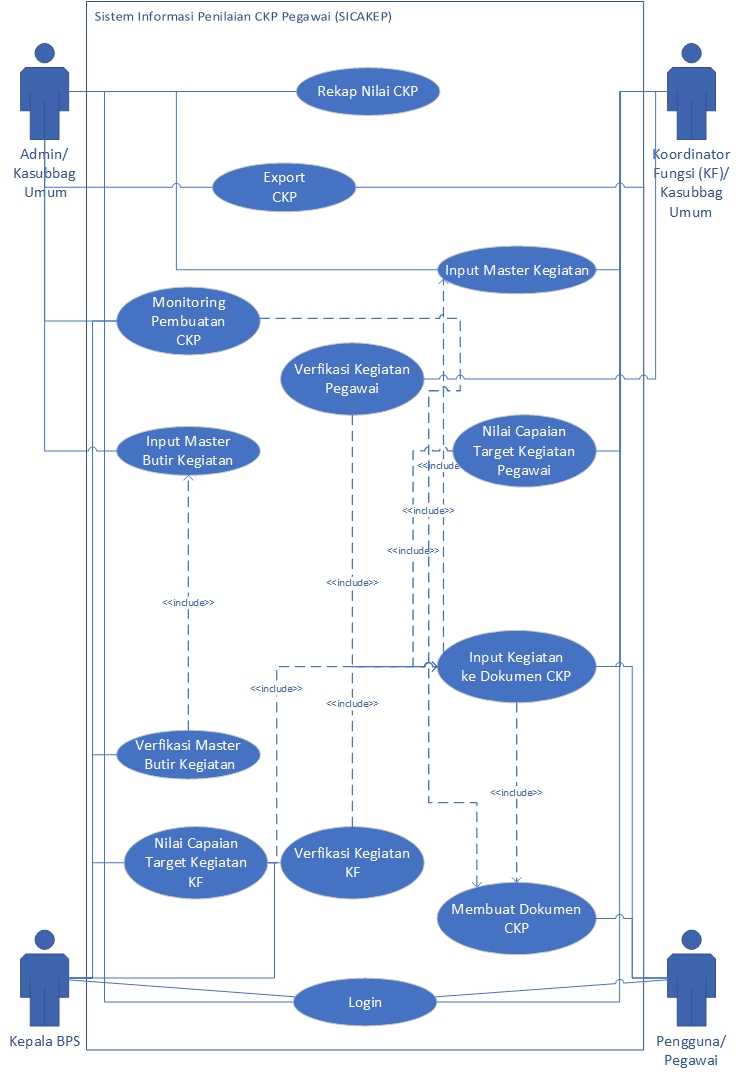 Sistem Informasi Penilaian CKP Pegawai (SICAKEP)
Rekap Nilai CKP
Admin/
Kasubbag
Umum
Koordinator
Fungsi (KF)/
Kasubbag
Umum
Export
CKP
Input Master Kegiatan
Monitoring
Pembuatan
CKP
Verfikasi Kegiatan
Pegawai
Input Master
Butir Kegiatan
Nilai Capaian
Target Kegiatan
Pegawai
<<include
<<include>>
<<include>>
<<include>>
<<include>>
Input Kegiatan
ke Dokumen CKP
<<include>>
<<include>>
Verfikasi Master
Butir Kegiatan
<<include>>
Nilai Capaian
Target Kegiatan
KF
Verfikasi Kegiatan
KF
Membuat Dokumen
CKP
Login
Kepala BPS
Pengguna/
Pegawai